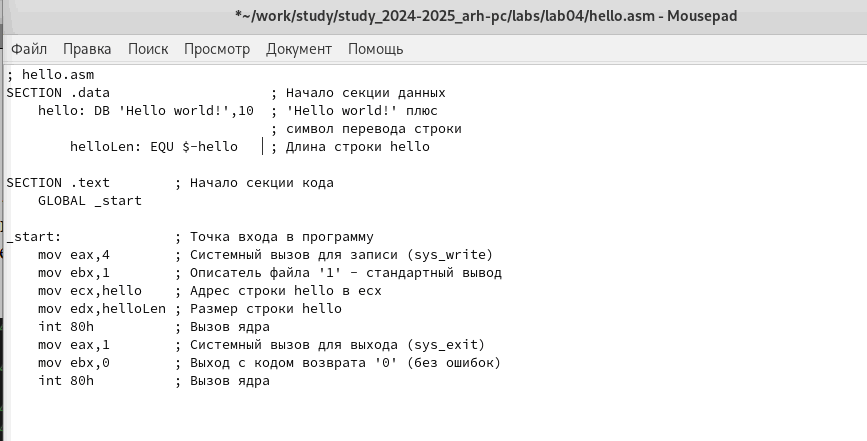 *~/work/study/study_2024-2025_arh-pc/labs/lab04/hello.asm - Mousepad
Файл Правка Поиск Просмотр Документ Помощь
; hello.asm
SECTION .data                    ; Начало секции данных
    hello: DB 'Hello world!',10  ; 'Hello world!' плюс
                                 ; символ перевода строки
        helloLen: EQU $-hello    ; Длина строки hello

SECTION .text        ; Начало секции кода
    GLOBAL _start

_start:              ; Точка входа в программу
    mov eax,4        ; Системный вызов для записи (sys_write)
    mov ebx,1        ; Описатель файла '1' - стандартный вывод
    mov ecx,hello    ; Адрес строки hello в ecx
    mov edx,helloLen ; Размер строки hello
    int 80h          ; Вызов ядра
    mov eax,1        ; Системный вызов для выхода (sys_exit)
    mov ebx,0        ; Выход с кодом возврата '0' (без ошибок)
    int 80h          ; Вызов ядра